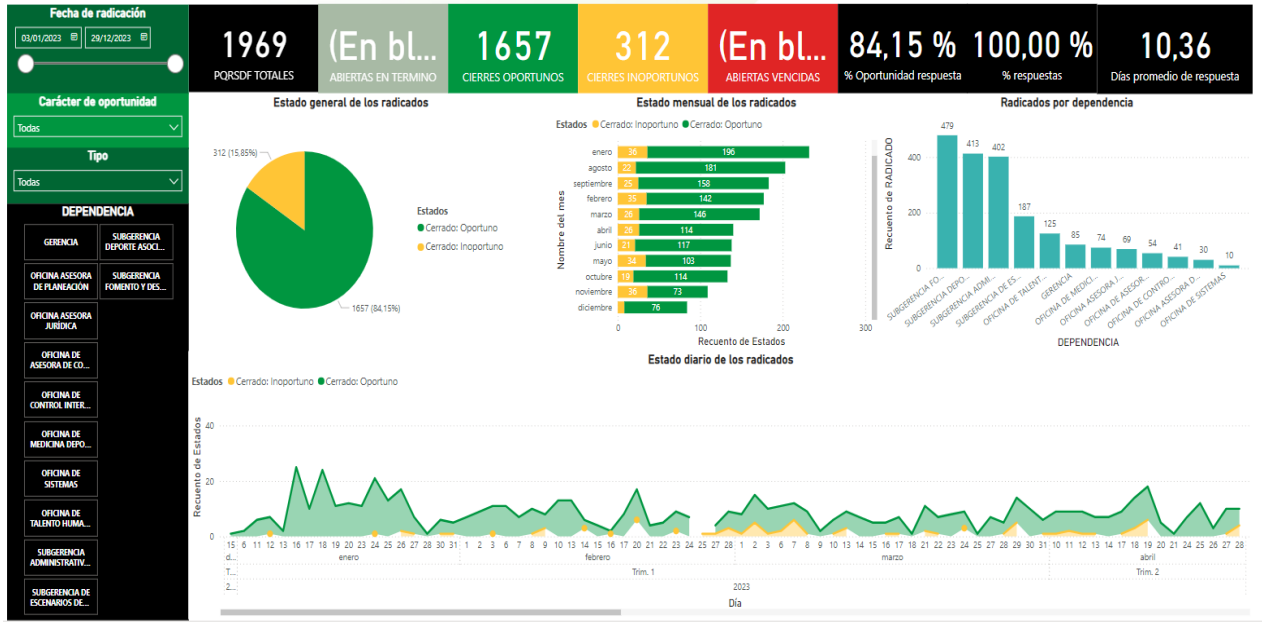 Fecha de radicación
03/01/2023
29/12/2023
Carácter de oportunidad
Todas
Tipo
Todas
DEPENDENCIA
GERENCIA
SUBGERENCIA
DEPORTE ASOCI...
OFICINA ASESORA
DE PLANEACIÓN
SUBGERENCIA
FOMENTO Y DES...
OFICINA ASESORA
JURÍDICA
OFICINA DE
ASESORA DE CO...
OFICINA DE
CONTROL INTER...
OFICINA DE
MEDICINA DEPO...
OFICINA DE
SISTEMAS
OFICINA DE
TALENTO HUMA...
SUBGERENCIA
ADMINISTRATIV...
SUBGERENCIA DE
ESCENARIOS DE...
1969
PQRSDF TOTALES
(En bl...
ABIERTAS EN TERMINO
1657
CIERRES OPORTUNOS
312
CIERRES INOPORTUNOS
(En bl...
ABIERTAS VENCIDAS
84,15 %
% Oportunidad respuesta
100,00 %
% respuestas
10,36
Días promedio de respuesta
Estado general de los radicados
312 (15,85%)
1657 (84,15%)
Estados
Cerrado: Oportuno
Cerrado: Inoportuno
Estado mensual de los radicados
Estados Cerrado: Inoportuno Cerrado: Oportuno
Nombre del mes
enero 36 196
agosto 22 181
septiembre 25 158
febrero 35 142
marzo 26 146
abril 26 114
junio 21 117
mayo 34 103
octubre 19 114
noviembre 36 73
diciembre 76
0 100 200 300
Recuento de Estados
Radicados por dependencia
Recuento de RADICADO
400
200
0
479 413 402 187 125 85 74 69 54 41 30 10
SUBGERENCIA FO...
SUBGERENCIA DEPO...
SUBGERENCIA ADMI...
SUBGERENCIA DE ES...
OFICINA DE TALENT...
GERENCIA
OFICINA DE MEDICI...
OFICINA ASESORA J...
OFICINA DE ASESOR...
OFICINA DE CONTRO...
OFICINA ASESORA D...
OFICINA DE SISTEMAS
DEPENDENCIA
Estado diario de los radicados
Estados Cerrado: Inoportuno Cerrado: Oportuno
Recuento de Estados
40
20
0
15 6 11 12 13 16 17 18 19 20 23 24 25 26 27 28 30 31 1 2 3 6 7 8 9 10 13 14 15 16 17 20 21 22 23 24 25 27 28 1 2 3 6 7 8 9 10 13 14 15 16 17 18 21 22 23 24 25 27 28 29 30 31 10 11 12 13 14 17 18 19 20 21 24 25 26 27 28
d... enero febrero marzo abril
T... Trim. 1 Trim. 2
2... 2023
Día